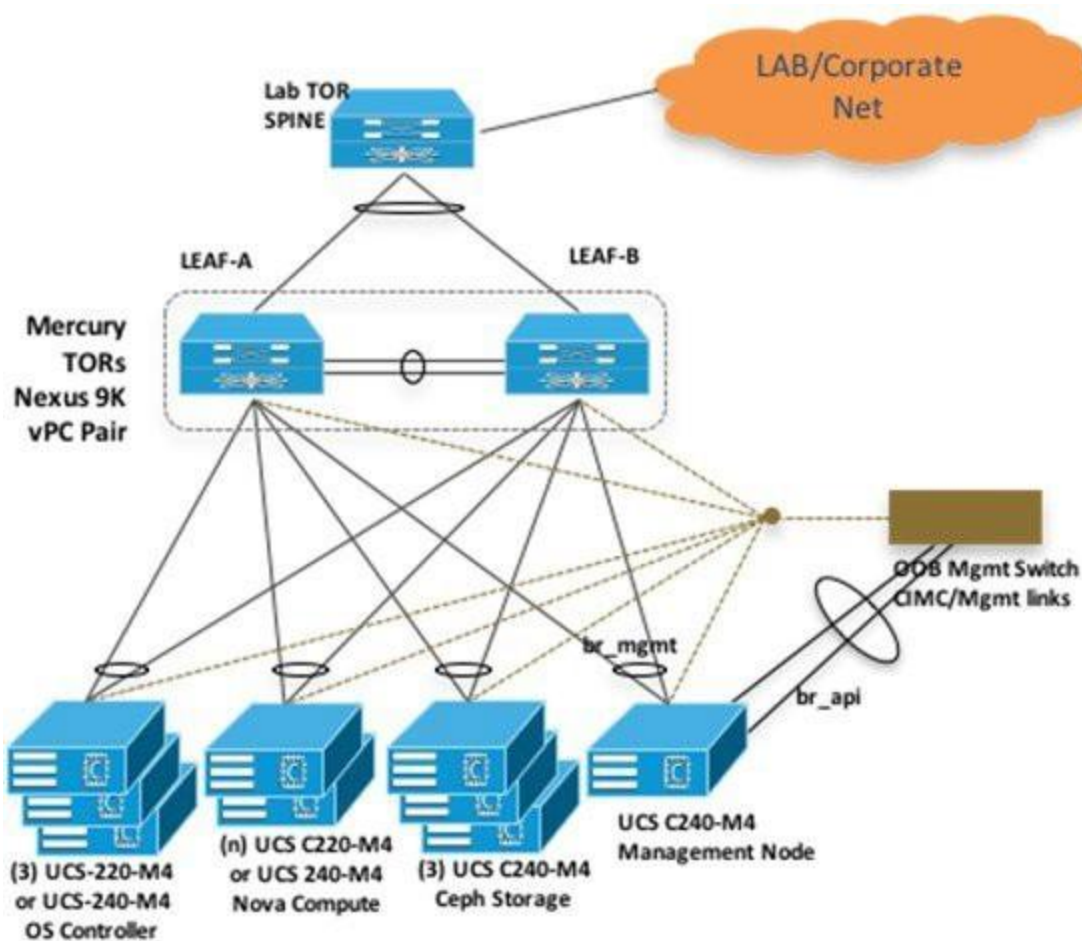 LAB/Corporate
Net
Lab TOR
SPINE
LEAF-A
LEAF-B
Mercury
TORs
Nexus 9K
vPC Pair
OOB Mgmt Switch
CIMC/Mgmt links
br_mgmt
br_api
(3) UCS-220-M4
or UCS-240-M4
OS Controller
(n) UCS C220-M4
or UCS 240-M4
Nova Compute
(3) UCS C240-M4
Ceph Storage
UCS C240-M4
Management Node